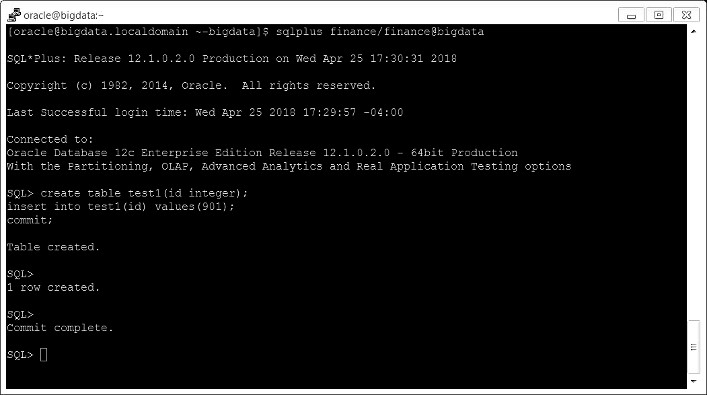 oracle@bigdata:~
[oracle@bigdata.localdomain ~-bigdata]$ sqlplus finance/finance@bigdata
SQL*Plus: Release 12.1.0.2.0 Production on Wed Apr 25 17:30:31 2018
Copyright (c) 1982, 2014, Oracle.  All rights reserved.
Last Successful login time: Wed Apr 25 2018 17:29:57 -04:00
Connected to:
Oracle Database 12c Enterprise Edition Release 12.1.0.2.0 - 64bit Production
With the Partitioning, OLAP, Advanced Analytics and Real Application Testing options
SQL> create table test1(id integer);
insert into test1(id) values(901);
commit;
Table created.
SQL>
1 row created.
SQL>
Commit complete.
SQL>